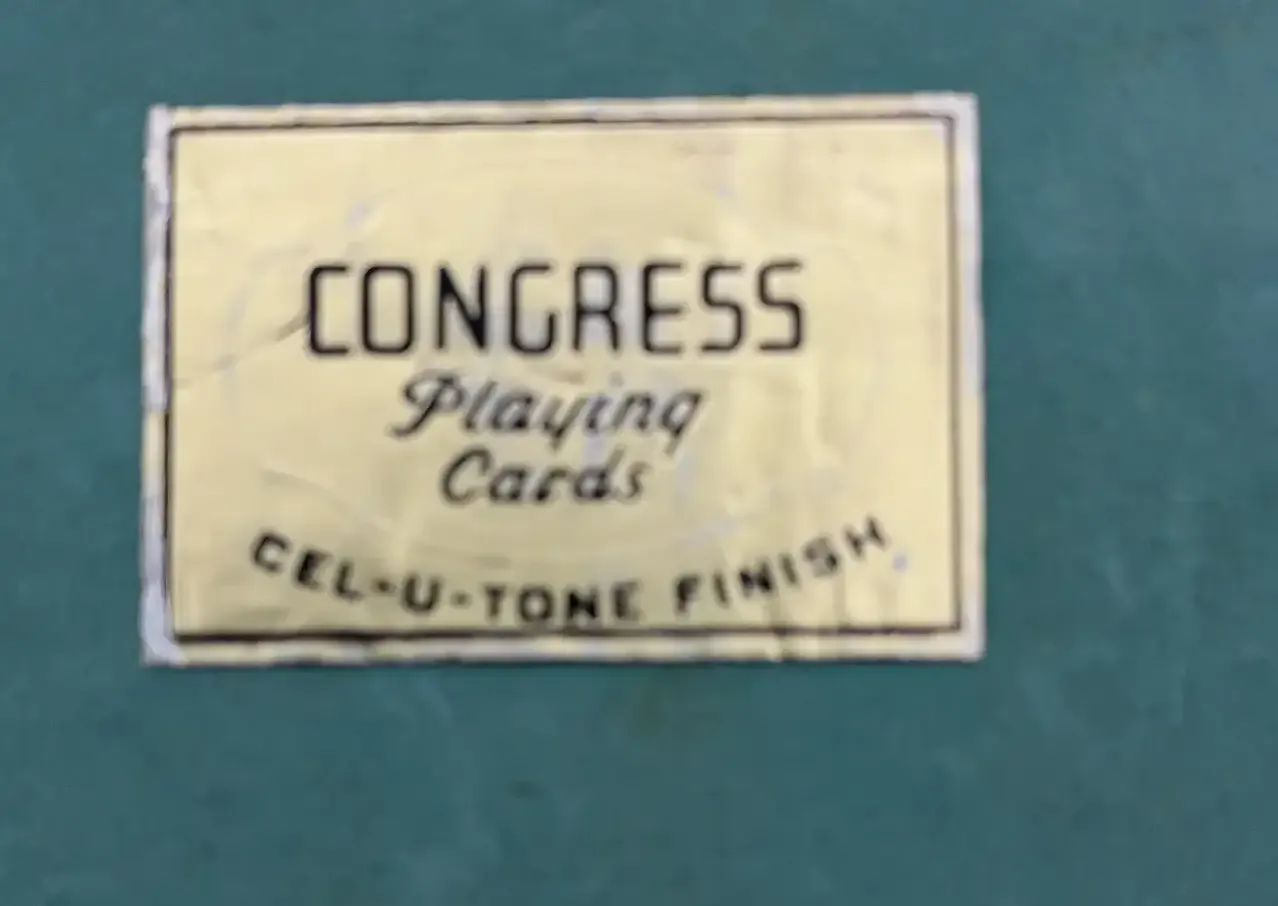 CONGRESS
Playing
Cards
CEL-U-TONE FINISH